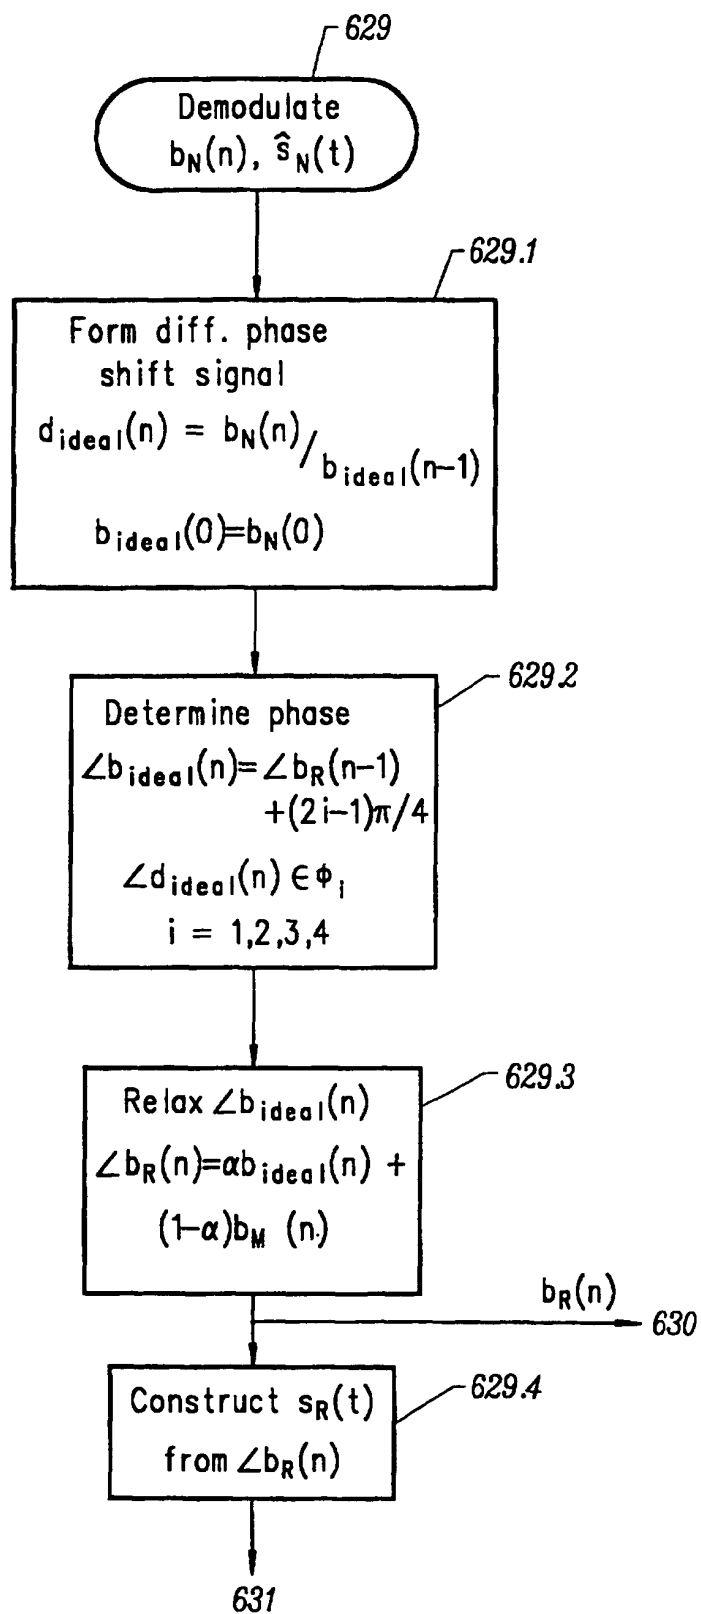 629
Demodulate
b_N(n), ŝ_N(t)
629.1
Form diff. phase
shift signal
d_ideal(n) = b_N(n)/b_ideal(n-1)
b_ideal(0)=b_N(0)
629.2
Determine phase
∠b_ideal(n)=∠b_R(n-1)
+(2i-1)π/4
∠d_ideal(n)∈Φ_i
i = 1,2,3,4
629.3
Relax ∠b_ideal(n)
∠b_R(n)=αb_ideal(n) +
(1-α)b_M (n.)
b_R(n)
630
629.4
Construct s_R(t)
from ∠b_R(n)
631